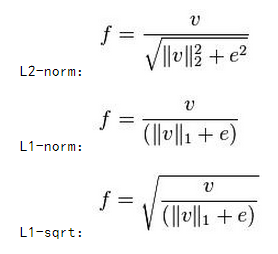 L2-norm: f = v / √(‖v‖₂² + e²)
L1-norm: f = v / (‖v‖₁ + e)
L1-sqrt: f = √(v / (‖v‖₁ + e))